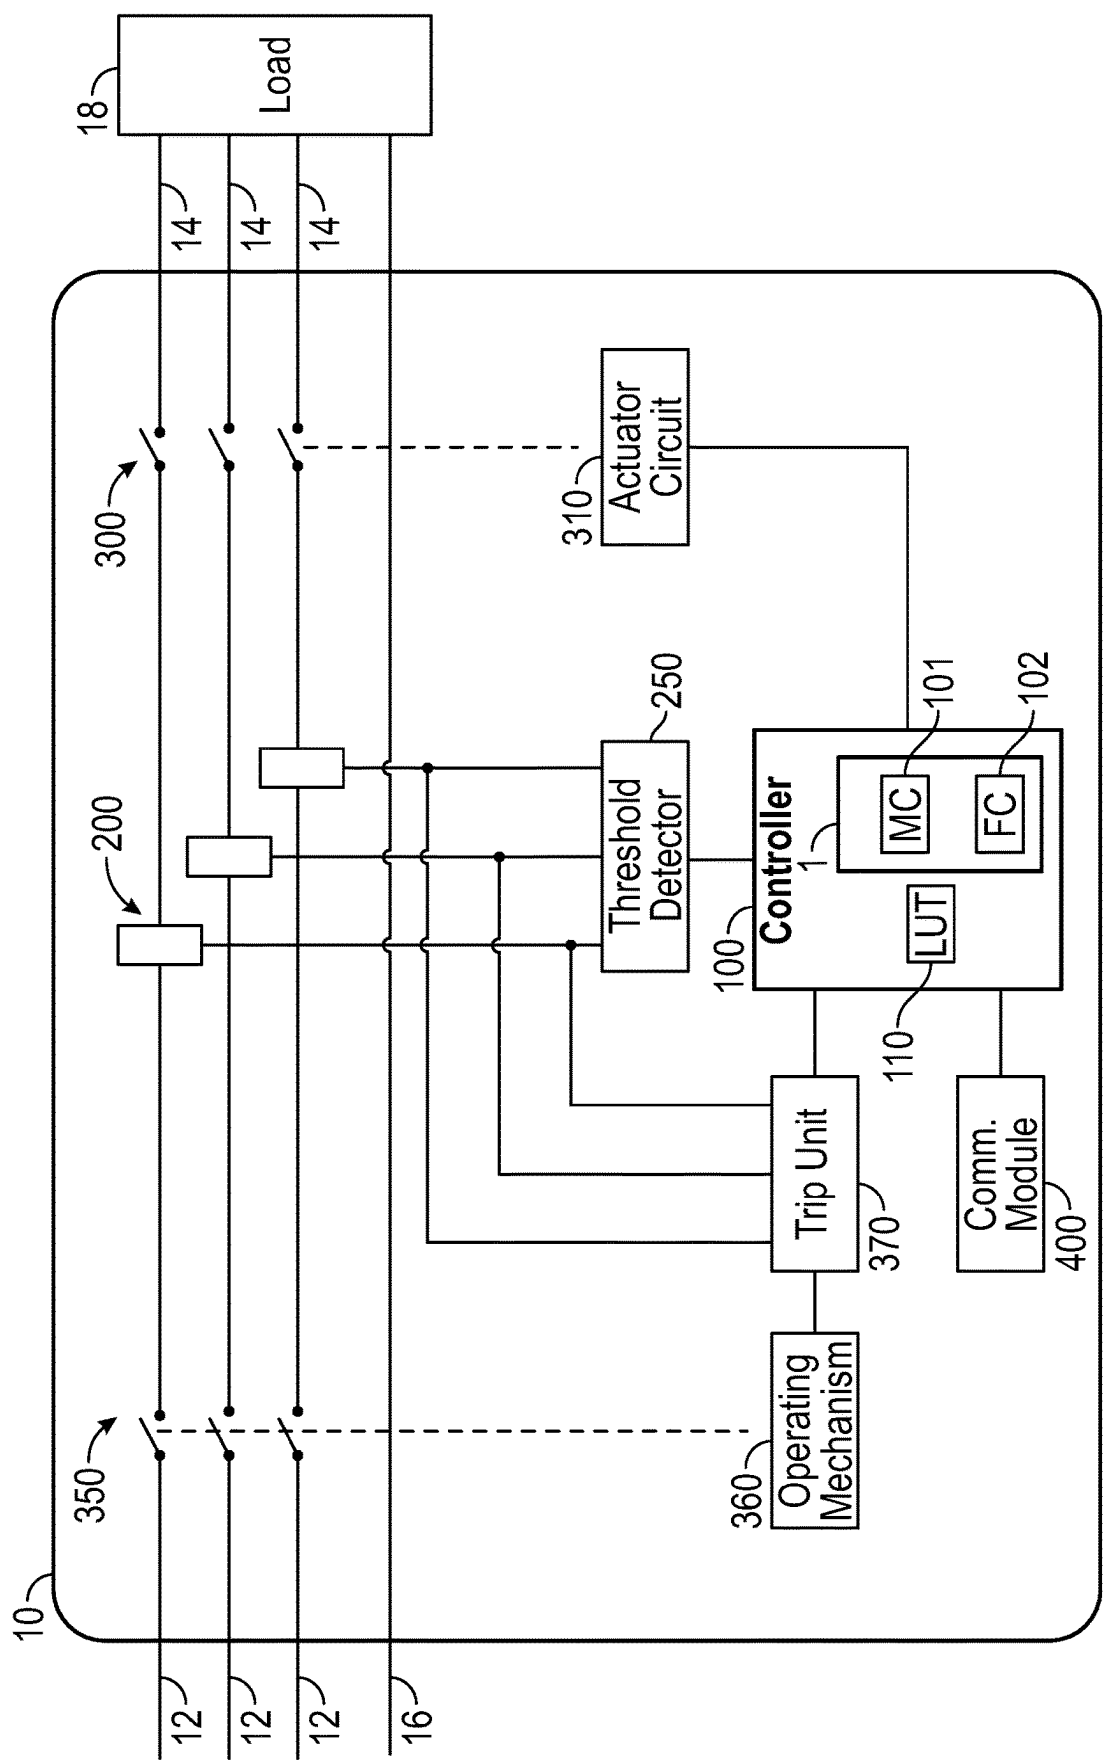 10
12
12
12
16
350
360
Operating
Mechanism
200
300
14
14
14
18
Load
370
Trip Unit
400
Comm.
Module
Threshold
Detector
250
310
Actuator
Circuit
100
Controller
110
LUT
1
MC
101
FC
102